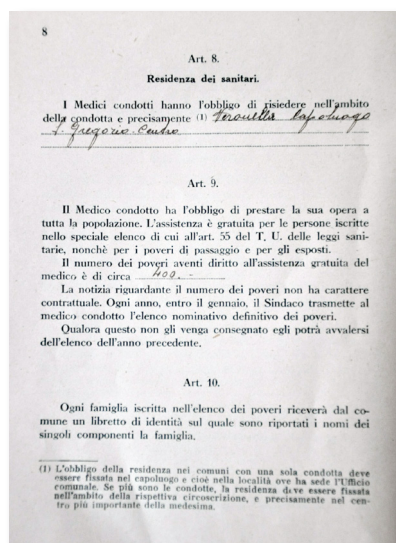 8
Art. 8.
Residenza dei sanitari.
I Medici condotti hanno l'obbligo di risiedere nell'ambito
della condotta e precisamente (1) Veronella Capoluogo
S. Gregorio. Centro
Art. 9.
Il Medico condotto ha l'obbligo di prestare la sua opera a
tutta la popolazione. L'assistenza è gratuita per le persone iscritte
nello speciale elenco di cui all'art. 55 del T. U. delle leggi sani-
tarie, nonchè per i poveri di passaggio e per gli esposti.
Il numero dei poveri aventi diritto all'assistenza gratuita del
medico è di circa 400.-
La notizia riguardante il numero dei poveri non ha carattere
contrattuale. Ogni anno, entro il gennaio, il Sindaco trasmette al
medico condotto l'elenco nominativo definitivo dei poveri.
Qualora questo non gli venga consegnato egli potrà avvalersi
dell'elenco dell'anno precedente.
Art. 10.
Ogni famiglia iscritta nell'elenco dei poveri riceverà dal co-
mune un libretto di identità sul quale sono riportati i nomi dei
singoli componenti la famiglia.
(1) L'obbligo della residenza nei comuni con una sola condotta deve
essere fissata nel capoluogo e cioè nella località ove ha sede l'Ufficio
comunale. Se più sono le condotte, la residenza deve essere fissata
nell'ambito della rispettiva circoscrizione, e precisamente nel cen-
tro più importante della medesima.